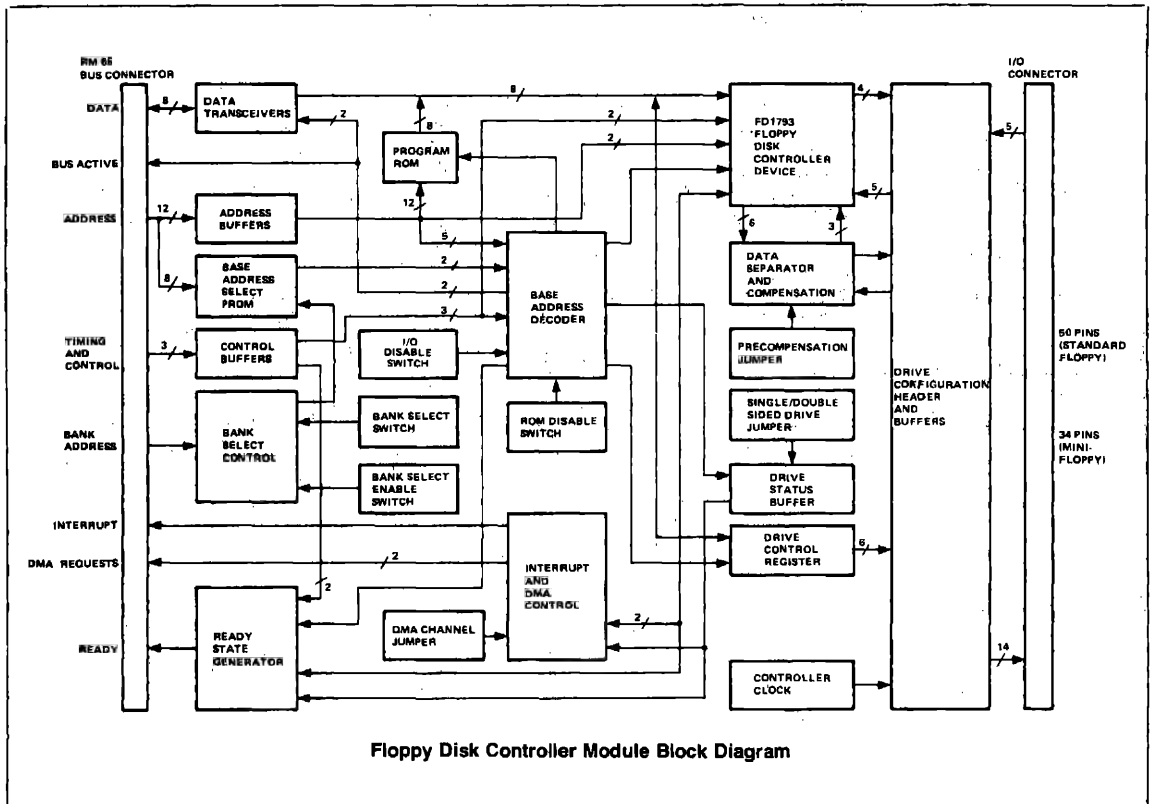 RM 65
BUS CONNECTOR
I/O
CONNECTOR
DATA
8
DATA
TRANSCEIVERS
2
8
8
PROGRAM
ROM
2
2
FD1793
FLOPPY
DISK
CONTROLLER
DEVICE
4
5
5
BUS ACTIVE
ADDRESS
12
ADDRESS
BUFFERS
12
5
8
BASE
ADDRESS
SELECT
PROM
2
2
3
BASE
ADDRESS
DECODER
6
3
DATA
SEPARATOR
AND
COMPENSATION
TIMING
AND
CONTROL
3
CONTROL
BUFFERS
I/O
DISABLE
SWITCH
PRECOMPENSATION
JUMPER
DRIVE
CONFIGURATION
HEADER
AND
BUFFERS
50 PINS
(STANDARD
FLOPPY)
34 PINS
(MINI-
FLOPPY)
BANK
ADDRESS
BANK
SELECT
CONTROL
BANK SELECT
SWITCH
ROM DISABLE
SWITCH
SINGLE/DOUBLE
SIDED DRIVE
JUMPER
BANK SELECT
ENABLE
SWITCH
DRIVE
STATUS
BUFFER
INTERRUPT
DMA REQUESTS
2
2
INTERRUPT
AND
DMA
CONTROL
DRIVE
CONTROL
REGISTER
6
READY
READY
STATE
GENERATOR
DMA CHANNEL
JUMPER
2
CONTROLLER
CLOCK
14
Floppy Disk Controller Module Block Diagram